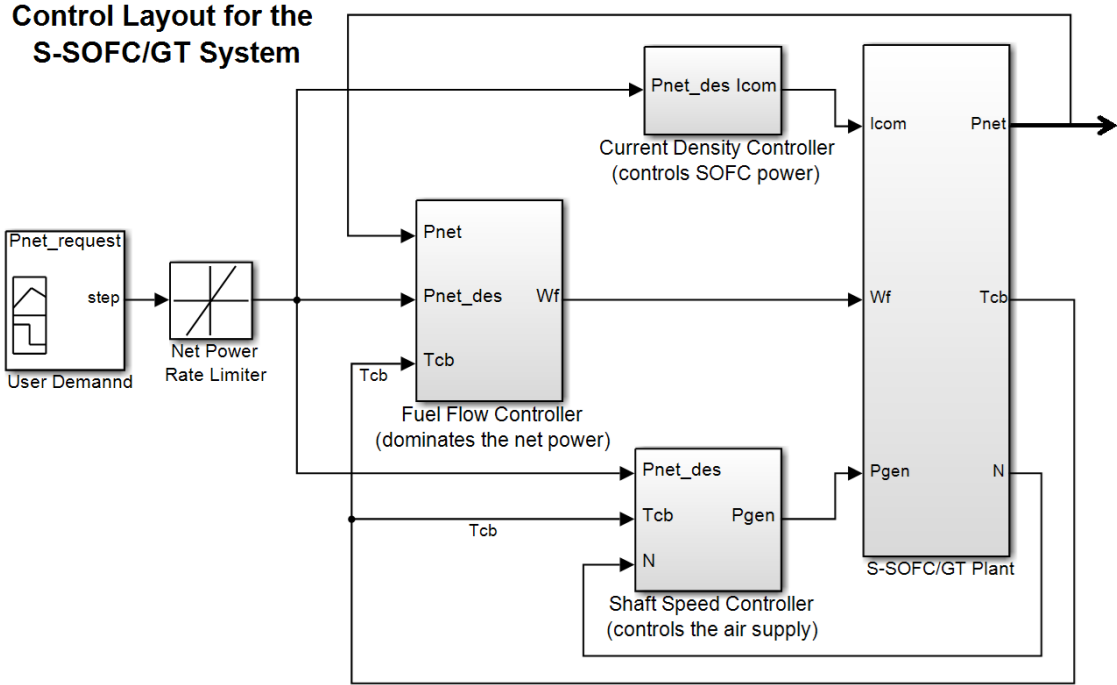 Control Layout for the
S-SOFC/GT System
Pnet_des Icom
Current Density Controller
(controls SOFC power)
Icom
Pnet
Pnet_request
step
User Demannd
Net Power
Rate Limiter
Pnet
Pnet_des
Wf
Tcb
Tcb
Fuel Flow Controller
(dominates the net power)
Wf
Tcb
Pnet_des
Tcb
Pgen
N
Tcb
Shaft Speed Controller
(controls the air supply)
Pgen
N
S-SOFC/GT Plant